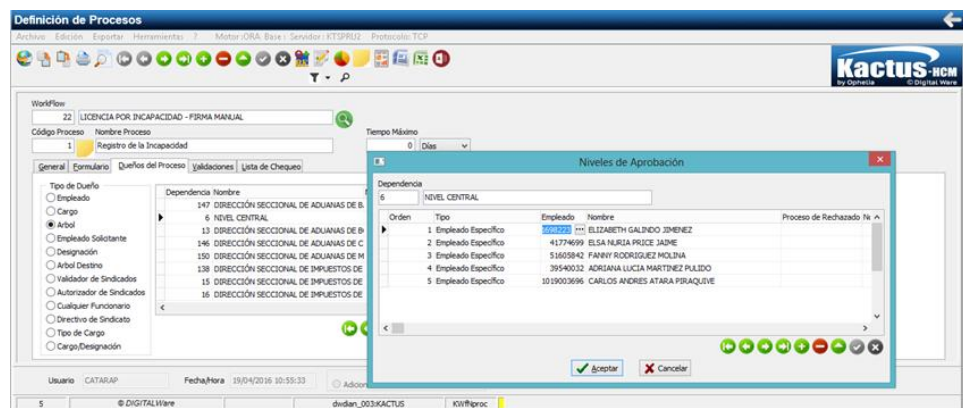 Definición de Procesos
Archivo Edición Exportar Herramientas ? Motor :ORA Base: Servidor: KTSPRU2 Protocolo: TCP
Kactus-HCM
by Ophelia ©Digital Ware
WorkFlow
22 LICENCIA POR INCAPACIDAD - FIRMA MANUAL
Código Proceso Nombre Proceso Tiempo Máximo
1 Registro de la Incapacidad 0 Días
General Formulario Dueños del Proceso Validaciones Lista de Chequeo
Tipo de Dueño
Empleado
Cargo
Arbol
Empleado Solicitante
Designación
Arbol Destino
Validador de Sindicados
Autorizador de Sindicados
Cualquier Funcionario
Directivo de Sindicato
Tipo de Cargo
Cargo/Designación
Dependencia Nombre
147 DIRECCIÓN SECCIONAL DE ADUANAS DE B
6 NIVEL CENTRAL
13 DIRECCIÓN SECCIONAL DE ADUANAS DE B
146 DIRECCIÓN SECCIONAL DE ADUANAS DE C
150 DIRECCIÓN SECCIONAL DE ADUANAS DE M
138 DIRECCIÓN SECCIONAL DE IMPUESTOS DE
15 DIRECCIÓN SECCIONAL DE IMPUESTOS DE
16 DIRECCIÓN SECCIONAL DE IMPUESTOS DE
Niveles de Aprobación
Dependencia
6 NIVEL CENTRAL
Orden Tipo Empleado Nombre Proceso de Rechazado
1 Empleado Específico ELIZABETH GALINDO JIMENEZ
2 Empleado Específico 41774699 ELSA NURIA PRICE JAIME
3 Empleado Específico 51605842 FANNY RODRIGUEZ MOLINA
4 Empleado Específico 39540032 ADRIANA LUCIA MARTINEZ PULIDO
5 Empleado Específico 1019003696 CARLOS ANDRES ATARA PIRAQUIVE
Aceptar Cancelar
Usuario CATARAP Fecha/Hora 19/04/2016 10:55:33 Adicion
S © DIGITALWare dwdian_003:KACTUS KWfNproc